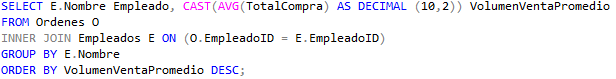 SELECT E.Nombre Empleado, CAST(AVG(TotalCompra) AS DECIMAL (10,2)) VolumenVentaPromedio
FROM Ordenes O
INNER JOIN Empleados E ON (O.EmpleadoID = E.EmpleadoID)
GROUP BY E.Nombre
ORDER BY VolumenVentaPromedio DESC;